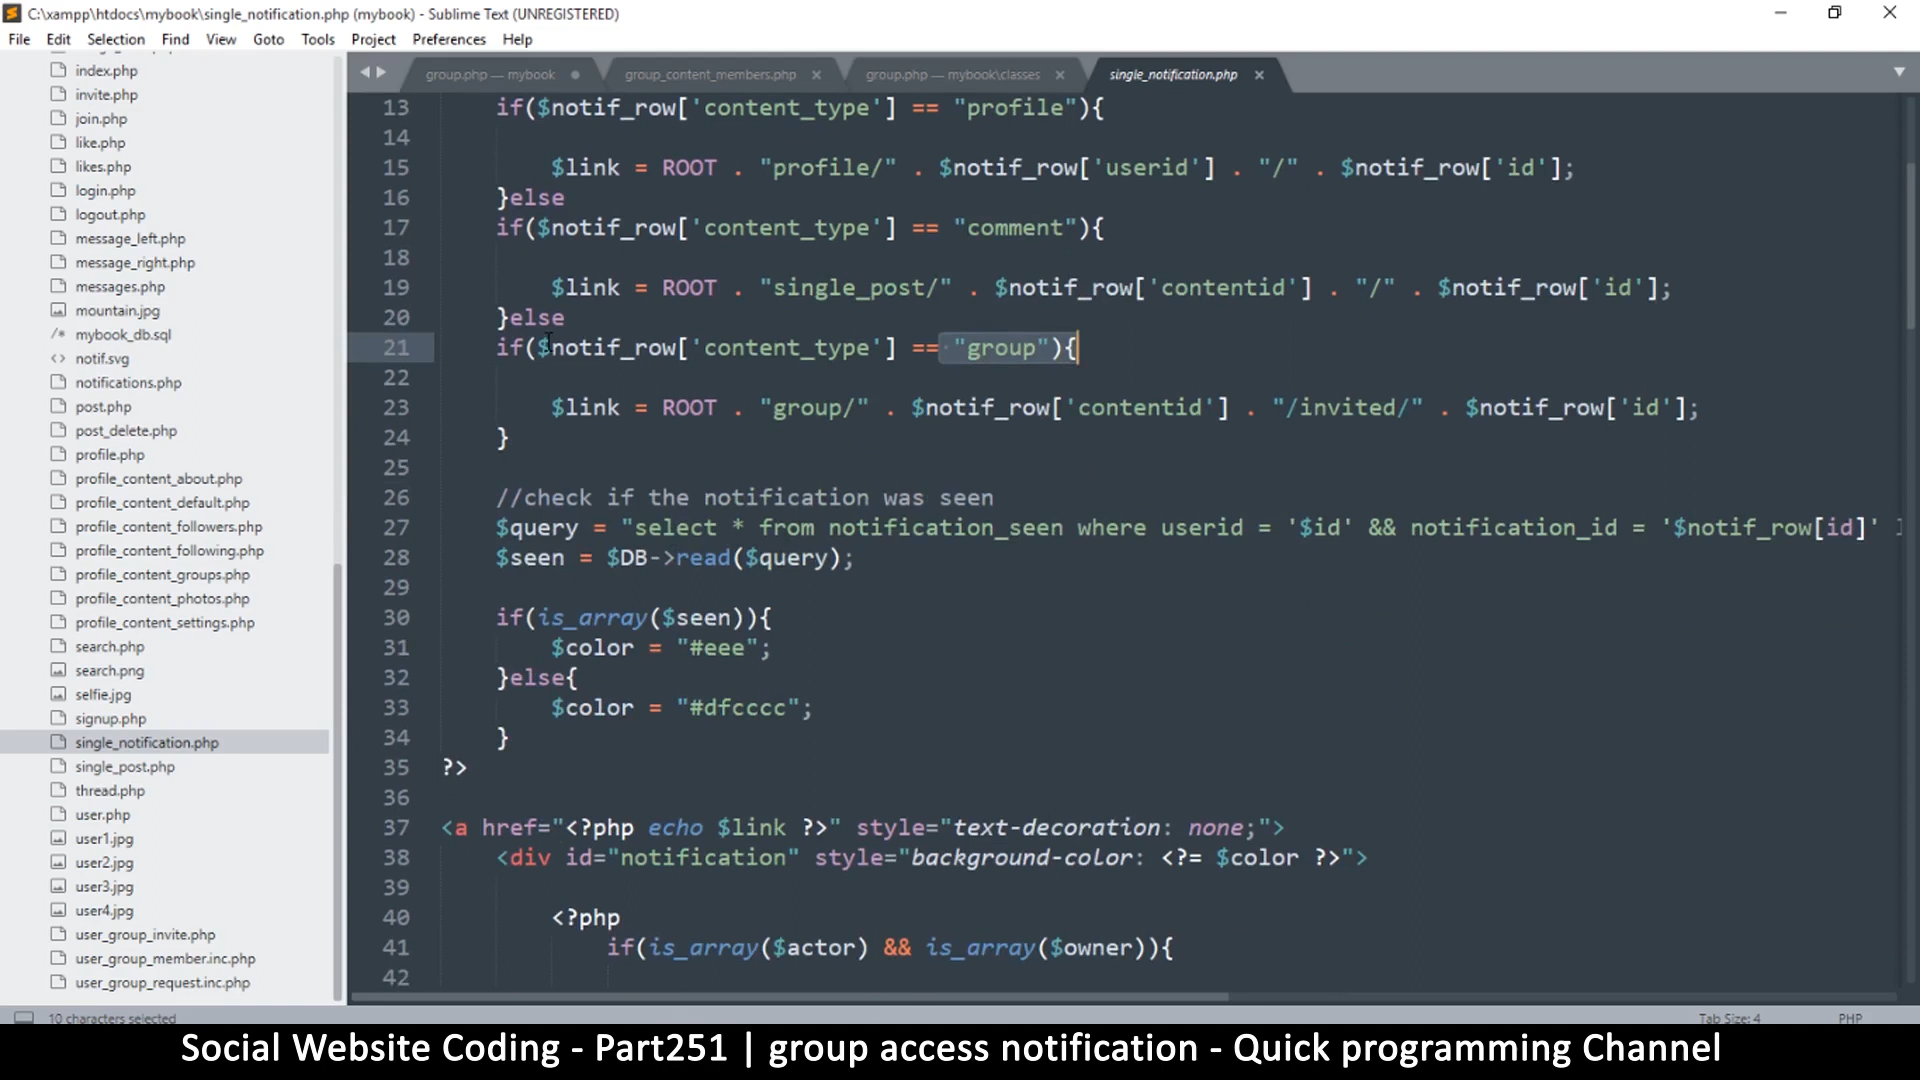 C:\xampp\htdocs\mybook\single_notification.php (mybook) - Sublime Text (UNREGISTERED)
File Edit Selection Find View Goto Tools Project Preferences Help
index.php
invite.php
join.php
like.php
likes.php
login.php
logout.php
message_left.php
message_right.php
messages.php
mountain.jpg
/* mybook_db.sql
<> notif.svg
notifications.php
post.php
post_delete.php
profile.php
profile_content_about.php
profile_content_default.php
profile_content_followers.php
profile_content_following.php
profile_content_groups.php
profile_content_photos.php
profile_content_settings.php
search.php
search.png
selfie.jpg
signup.php
single_notification.php
single_post.php
thread.php
user.php
user1.jpg
user2.jpg
user3.jpg
user4.jpg
user_group_invite.php
user_group_member.inc.php
user_group_request.inc.php
group.php — mybook group_content_members.php group.php — mybook\classes single_notification.php
13 if($notif_row['content_type'] == "profile"){
14
15 $link = ROOT . "profile/" . $notif_row['userid'] . "/" . $notif_row['id'];
16 }else
17 if($notif_row['content_type'] == "comment"){
18
19 $link = ROOT . "single_post/" . $notif_row['contentid'] . "/" . $notif_row['id'];
20 }else
21 if($notif_row['content_type'] == "group"){
22
23 $link = ROOT . "group/" . $notif_row['contentid'] . "/invited/" . $notif_row['id'];
24 }
25
26 //check if the notification was seen
27 $query = "select * from notification_seen where userid = '$id' && notification_id = '$notif_row[id]'
28 $seen = $DB->read($query);
29
30 if(is_array($seen)){
31 $color = "#eee";
32 }else{
33 $color = "#dfcccc";
34 }
35 ?>
36
37 <a href="<?php echo $link ?>" style="text-decoration: none;">
38 <div id="notification" style="background-color: <?= $color ?>">
39
40 <?php
41 if(is_array($actor) && is_array($owner)){
42
10 characters selected Tab Size: 4 PHP
Social Website Coding - Part251 | group access notification - Quick programming Channel